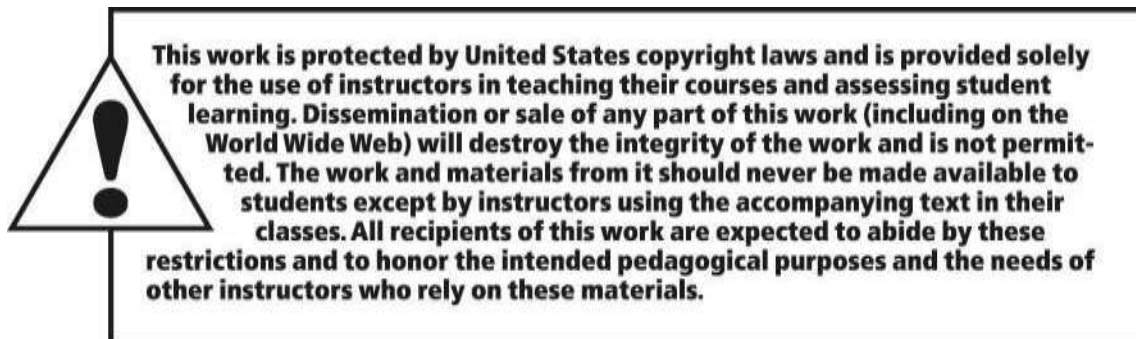 This work is protected by United States copyright laws and is provided solely
for the use of instructors in teaching their courses and assessing student
learning. Dissemination or sale of any part of this work (including on the
World Wide Web) will destroy the integrity of the work and is not permit-
ted. The work and materials from it should never be made available to
students except by instructors using the accompanying text in their
classes. All recipients of this work are expected to abide by these
restrictions and to honor the intended pedagogical purposes and the needs of
other instructors who rely on these materials.